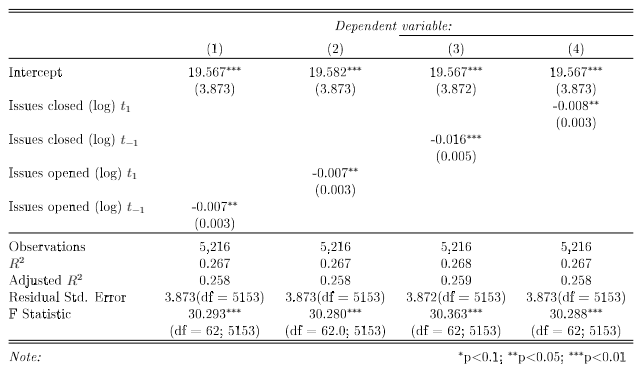 Dependent variable:
(1) (2) (3) (4)
Intercept 19.567*** 19.582*** 19.567*** 19.567***
(3.873) (3.873) (3.872) (3.873)
Issues closed (log) t₁ -0.008**
(0.003)
Issues closed (log) t₋₁ -0.016***
(0.005)
Issues opened (log) t₁ -0.007**
(0.003)
Issues opened (log) t₋₁ -0.007**
(0.003)
Observations 5,216 5,216 5,216 5,216
R² 0.267 0.267 0.268 0.267
Adjusted R² 0.258 0.258 0.259 0.258
Residual Std. Error 3.873(df = 5153) 3.873(df = 5153) 3.872(df = 5153) 3.873(df = 5153)
F Statistic 30.293*** 30.280*** 30.363*** 30.288***
(df = 62; 5153) (df = 62.0; 5153) (df = 62; 5153) (df = 62; 5153)
Note: *p<0.1; **p<0.05; ***p<0.01